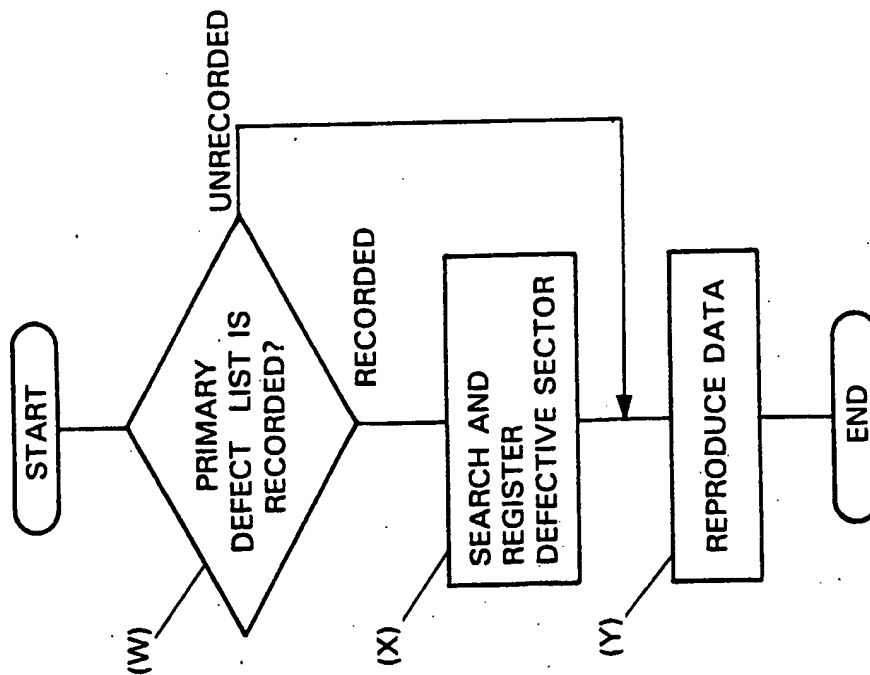 START
(W)
PRIMARY
DEFECT LIST IS
RECORDED?
UNRECORDED
RECORDED
(X)
SEARCH AND
REGISTER
DEFECTIVE SECTOR
(Y)
REPRODUCE DATA
END